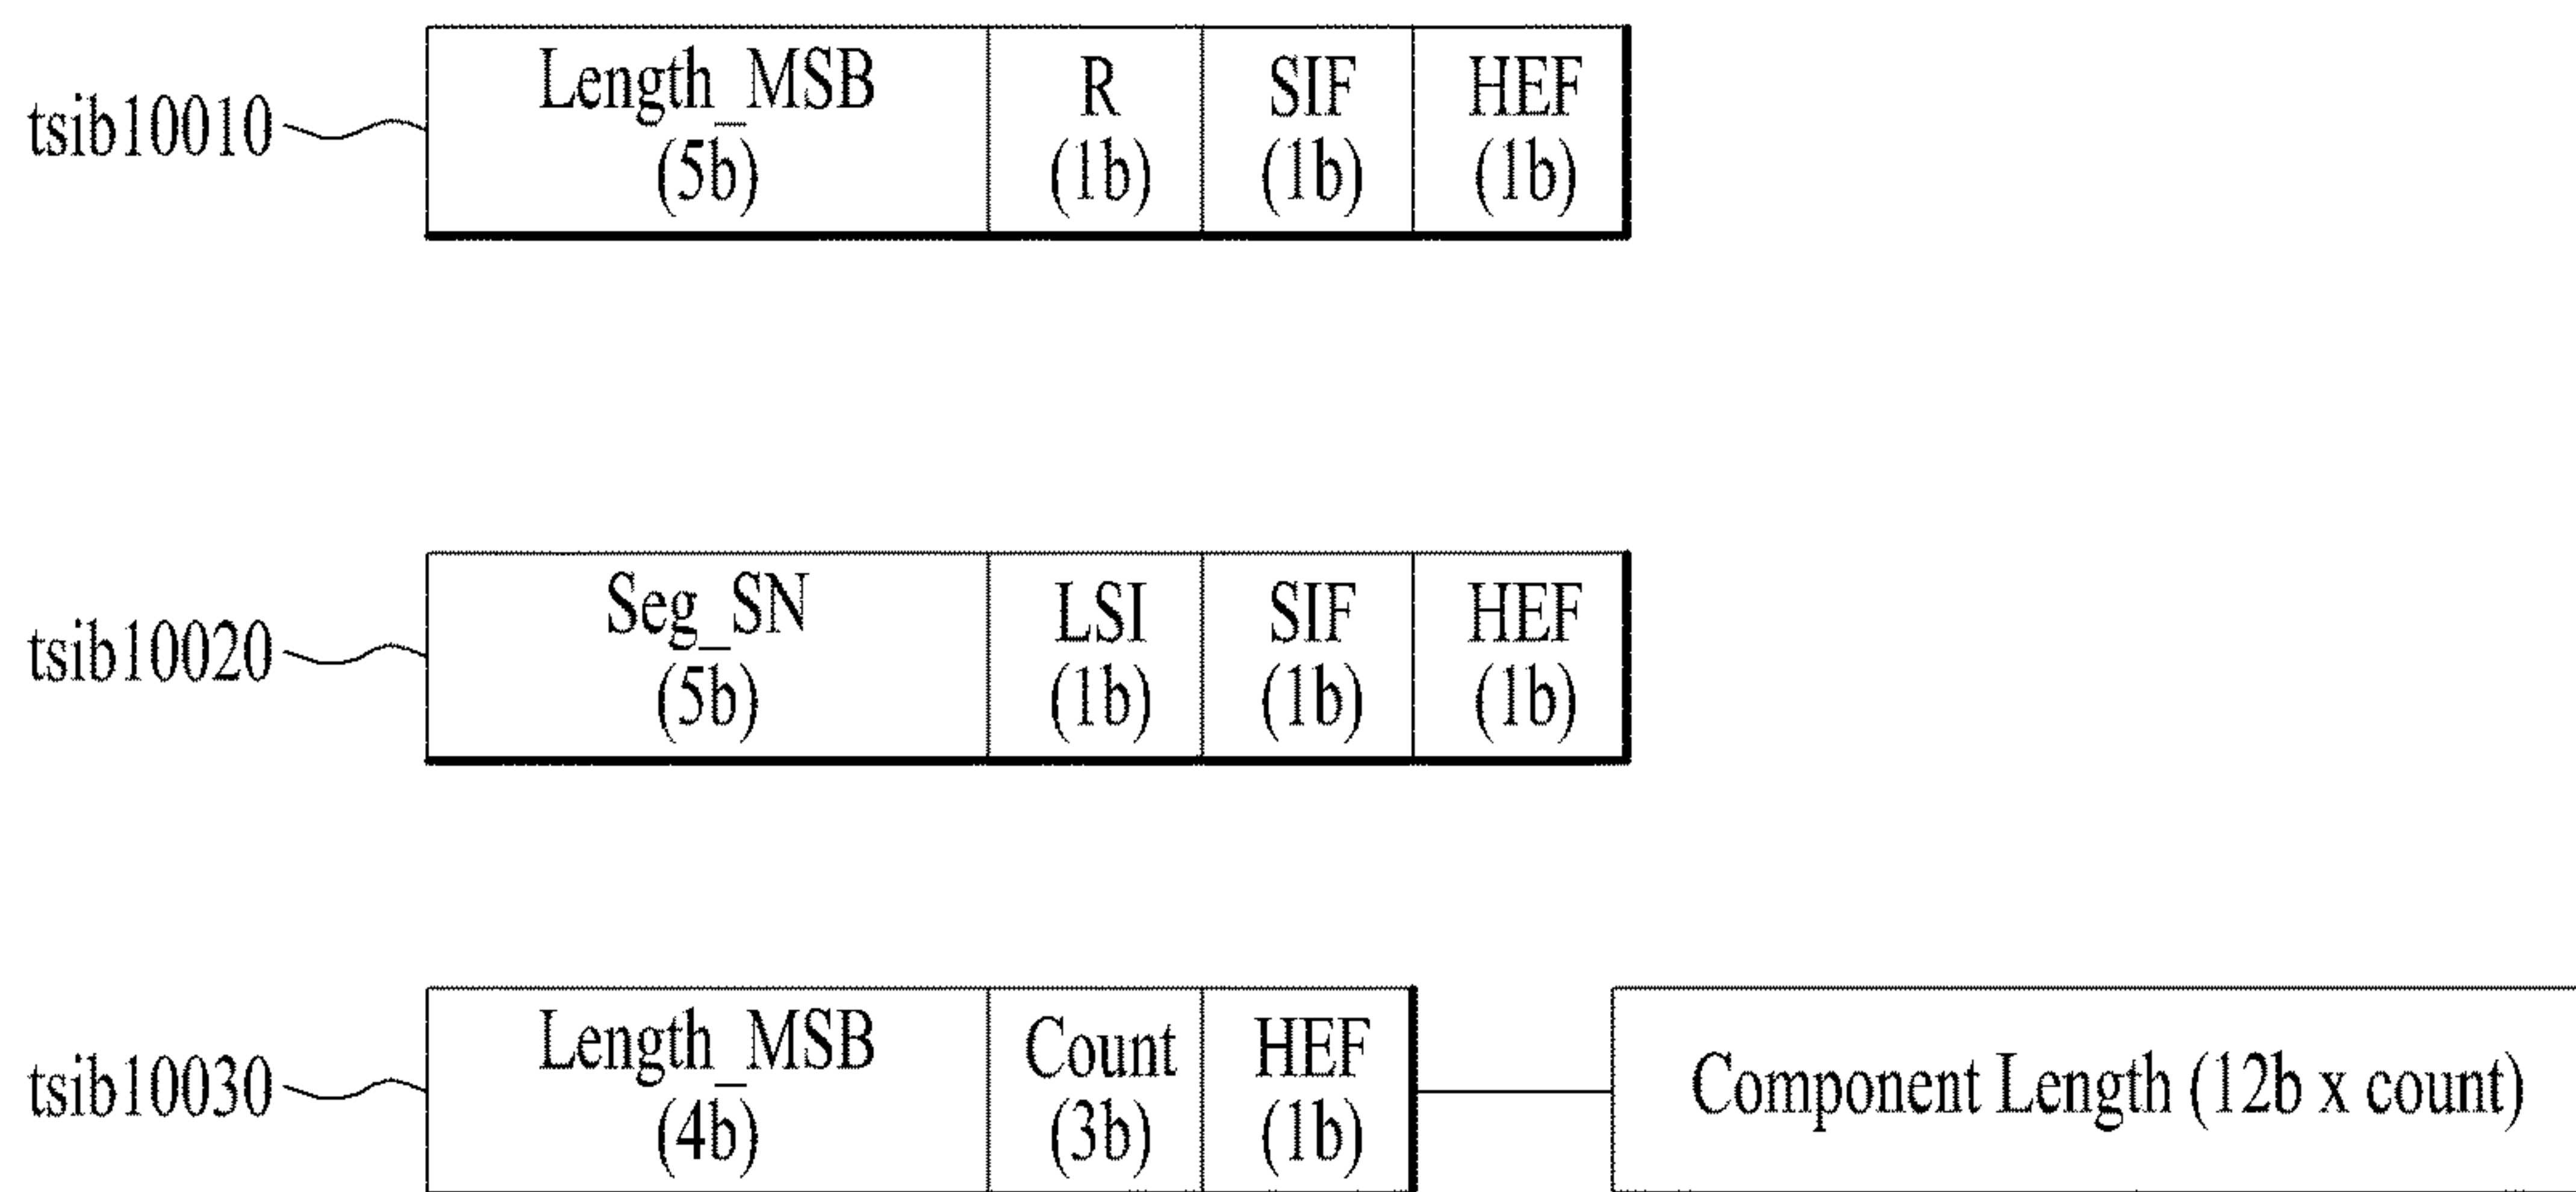 tsib10010
Length_MSB
(5b)
R
(1b)
SIF
(1b)
HEF
(1b)
tsib10020
Seg_SN
(5b)
LSI
(1b)
SIF
(1b)
HEF
(1b)
tsib10030
Length_MSB
(4b)
Count
(3b)
HEF
(1b)
Component Length (12b x count)